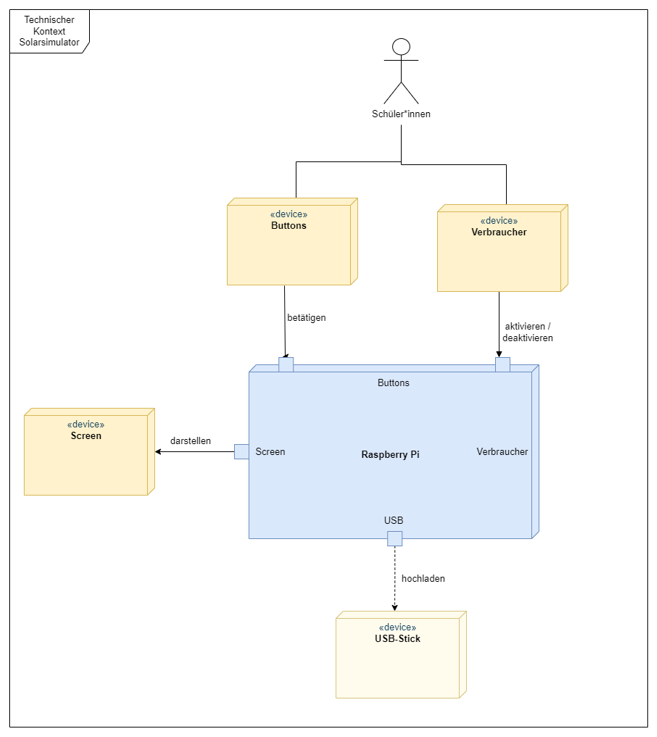 Technischer
Kontext
Solarsimulator
Schüler*innen
«device»
Buttons
«device»
Verbraucher
betätigen
aktivieren /
deaktivieren
Buttons
«device»
Screen
darstellen
Screen
Raspberry Pi
Verbraucher
USB
hochladen
«device»
USB-Stick